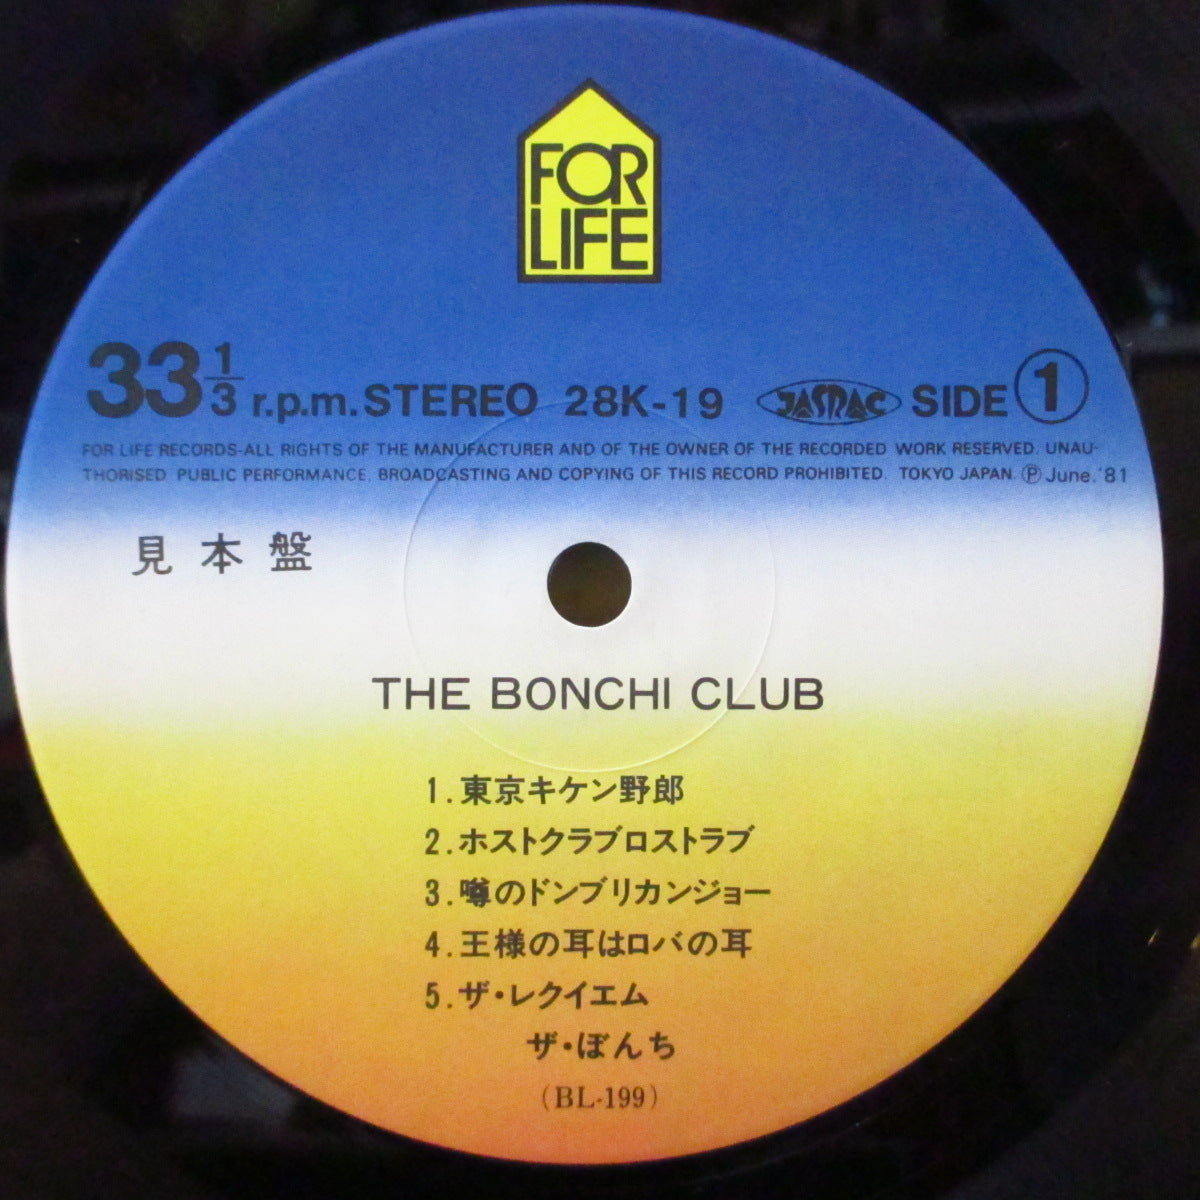 FOR
LIFE
33 1/3 r.p.m. STEREO 28K-19 JASRAC SIDE 1
FOR LIFE RECORDS-ALL RIGHTS OF THE MANUFACTURER AND OF THE OWNER OF THE RECORDED WORK RESERVED. UNAU-
THORISED PUBLIC PERFORMANCE. BROADCASTING AND COPYING OF THIS RECORD PROHIBITED. TOKYO JAPAN. Ⓟ June.'81
見本盤
THE BONCHI CLUB
1.東京キケン野郎
2.ホストクラブロストラブ
3.噂のドンブリカンジョー
4.王様の耳はロバの耳
5.ザ・レクイエム
ザ・ぼんち
(BL-199)